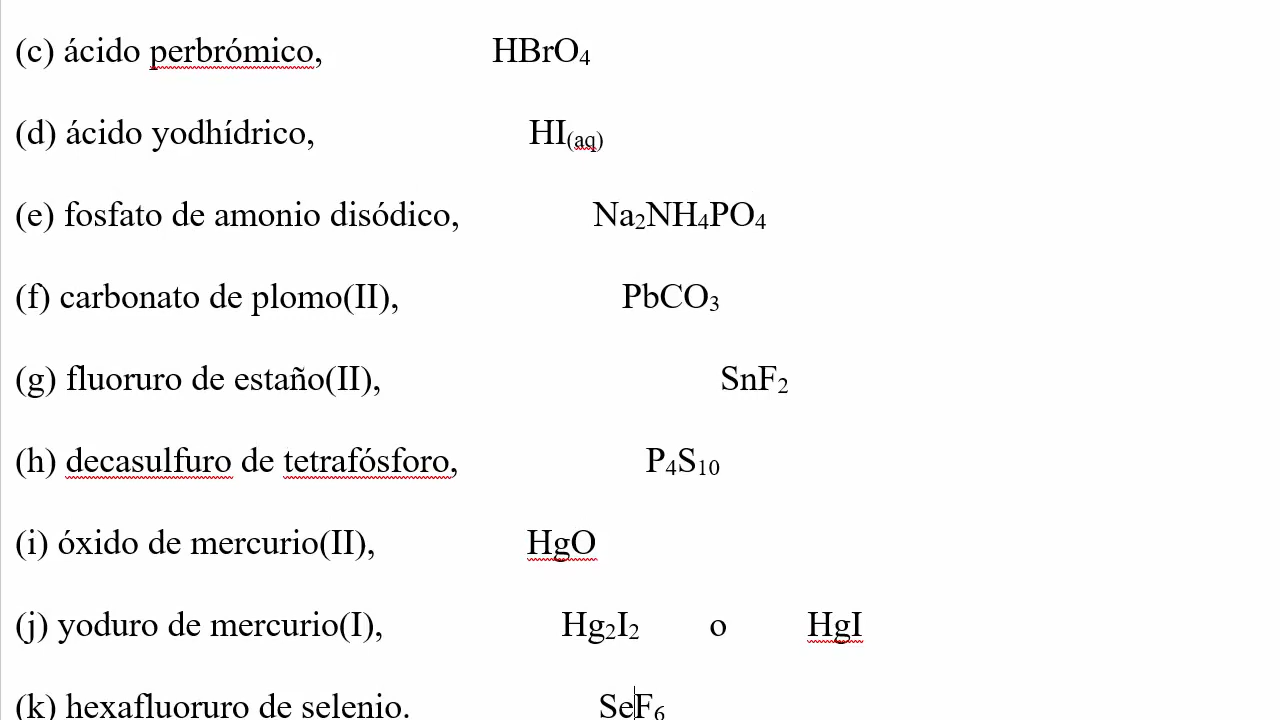 (c) ácido perbrómico, HBrO₄
(d) ácido yodhídrico, HI₍aq₎
(e) fosfato de amonio disódico, Na₂NH₄PO₄
(f) carbonato de plomo(II), PbCO₃
(g) fluoruro de estaño(II), SnF₂
(h) decasulfuro de tetrafósforo, P₄S₁₀
(i) óxido de mercurio(II), HgO
(j) yoduro de mercurio(I), Hg₂I₂ o HgI
(k) hexafluoruro de selenio. SeF₆